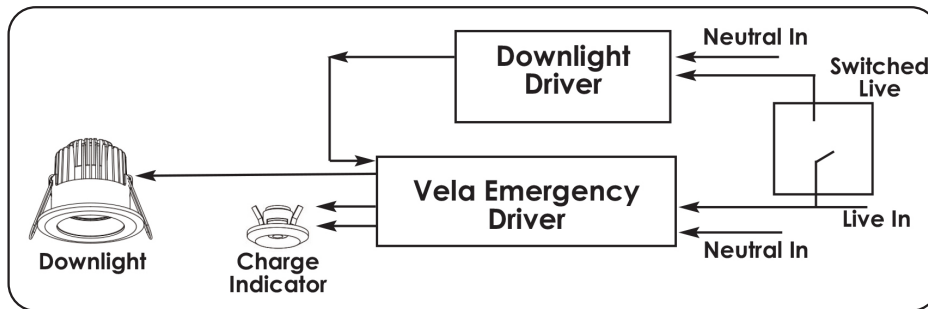 Downlight
Driver
Neutral In
Switched
Live
Vela Emergency
Driver
Live In
Neutral In
Downlight
Charge
Indicator